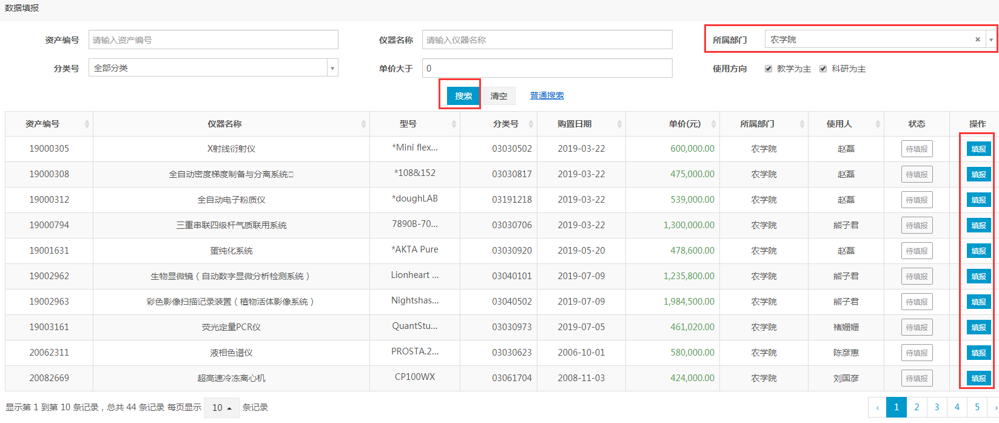 数据填报
资产编号 请输入资产编号 仪器名称 请输入仪器名称 所属部门 农学院 ×
分类号 全部分类 单价大于 0 使用方向 教学为主 科研为主
搜索 清空 普通搜索
资产编号 仪器名称 型号 分类号 购置日期 单价(元) 所属部门 使用人 状态 操作
19000305 X射线衍射仪 *Mini flex... 03030502 2019-03-22 600,000.00 农学院 赵磊 待填报 填报
19000308 全自动密度梯度制备与分离系统 *108&152 03030817 2019-03-22 475,000.00 农学院 赵磊 待填报 填报
19000312 全自动电子粉质仪 *doughLAB 03191218 2019-03-22 539,000.00 农学院 赵磊 待填报 填报
19000794 三重串联四级杆气质联用系统 7890B-70... 03030706 2019-03-22 1,300,000.00 农学院 熊子君 待填报 填报
19001631 蛋纯化系统 *AKTA Pure 03030920 2019-05-20 478,600.00 农学院 赵磊 待填报 填报
19002962 生物显微镜（自动数字显微分析检测系统） Lionheart ... 03040101 2019-07-09 1,235,800.00 农学院 熊子君 待填报 填报
19002963 彩色影像扫描记录装置（植物活体影像系统） Nightshas... 03040502 2019-07-09 1,984,500.00 农学院 熊子君 待填报 填报
19003161 荧光定量PCR仪 QuantStu... 03030973 2019-07-05 461,020.00 农学院 褚姗姗 待填报 填报
20062311 液相色谱仪 PROSTA.2... 03030623 2006-10-01 580,000.00 农学院 陈彦惠 待填报 填报
20082669 超高速冷冻离心机 CP100WX 03061704 2008-11-03 424,000.00 农学院 刘国彦 待填报 填报
显示第 1 到第 10 条记录，总共 44 条记录 每页显示 10 条记录 ‹ 1 2 3 4 5 ›